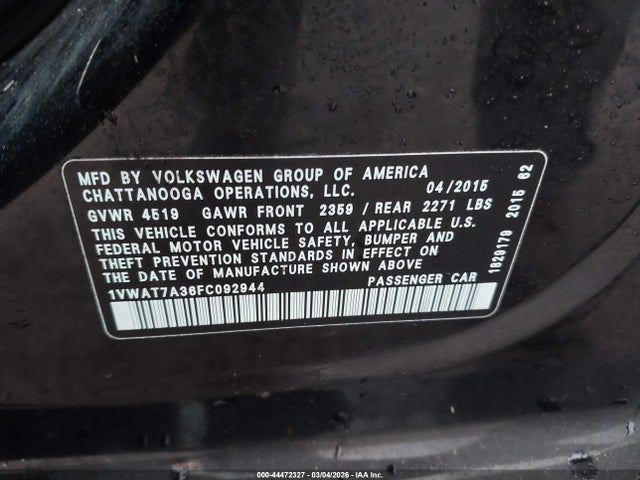 MFD BY VOLKSWAGEN GROUP OF AMERICA
CHATTANOOGA OPERATIONS, LLC. 04/2015
GVWR 4519 GAWR FRONT 2359 / REAR 2271 LBS
THIS VEHICLE CONFORMS TO ALL APPLICABLE U.S.
FEDERAL MOTOR VEHICLE SAFETY, BUMPER AND
THEFT PREVENTION STANDARDS IN EFFECT ON
THE DATE OF MANUFACTURE SHOWN ABOVE
1VWAT7A36FC092944 PASSENGER CAR
1829179 2015 62
000-44472327 - 03/04/2026 - IAA Inc.